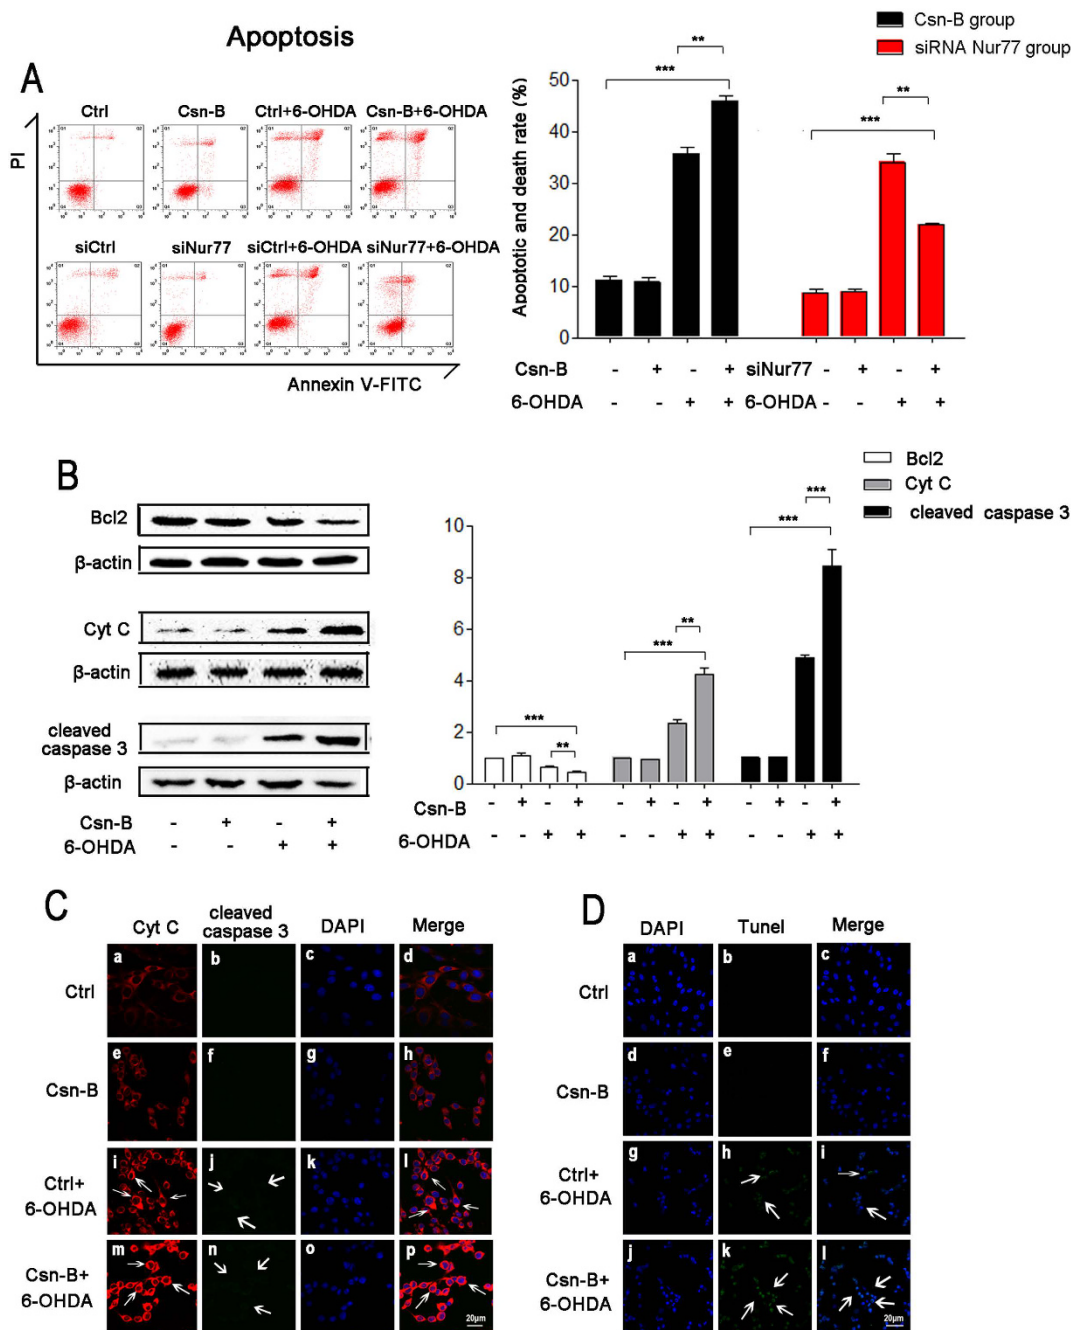 Apoptosis
A
Ctrl Csn-B Ctrl+6-OHDA Csn-B+6-OHDA
PI
siCtrl siNur77 siCtrl+6-OHDA siNur77+6-OHDA
Annexin V-FITC
Csn-B group
siRNA Nur77 group
Apoptotic and death rate (%)
50
40
30
20
10
0
*** ** *** **
Csn-B - + - + siNur77 - + - +
6-OHDA - - + + 6-OHDA - - + +
B
Bcl2
β-actin
Cyt C
β-actin
cleaved
caspase 3
β-actin
Csn-B - + - +
6-OHDA - - + +
Bcl2
Cyt C
cleaved caspase 3
10
8
6
4
2
0
*** ** *** ** *** ***
Csn-B - + - + - + - + - + - +
6-OHDA - - + + - - + + - - + +
C
Cyt C cleaved caspase 3 DAPI Merge
Ctrl a b c d
Csn-B e f g h
Ctrl+
6-OHDA i j k l
Csn-B+
6-OHDA m n o p
20μm
D
DAPI Tunel Merge
Ctrl a b c
Csn-B d e f
Ctrl+
6-OHDA g h i
Csn-B+
6-OHDA j k l
20μm